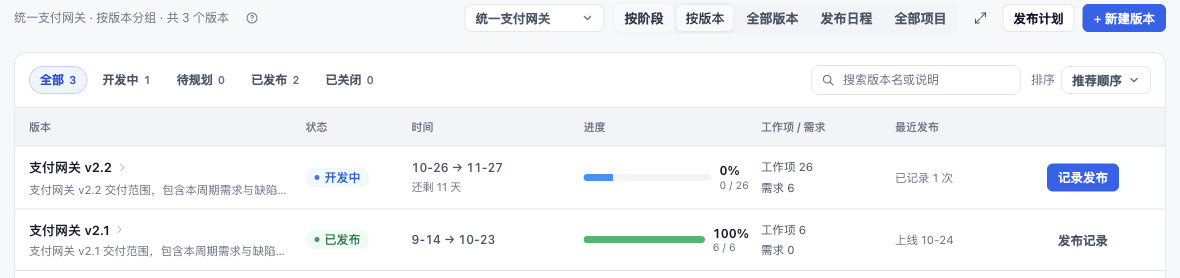 统一支付网关 · 按版本分组 · 共 3 个版本
统一支付网关
按阶段 按版本 全部版本 发布日程 全部项目
发布计划
+ 新建版本
全部 3 开发中 1 待规划 0 已发布 2 已关闭 0
搜索版本名或说明
排序 推荐顺序
版本 状态 时间 进度 工作项 / 需求 最近发布
支付网关 v2.2
支付网关 v2.2 交付范围，包含本周期需求与缺陷...
开发中
10-26 → 11-27
还剩 11 天
0%
0 / 26
工作项 26
需求 6
已记录 1 次
记录发布
支付网关 v2.1
支付网关 v2.1 交付范围，包含本周期需求与缺陷...
已发布
9-14 → 10-23
100%
6 / 6
工作项 6
需求 0
上线 10-24
发布记录